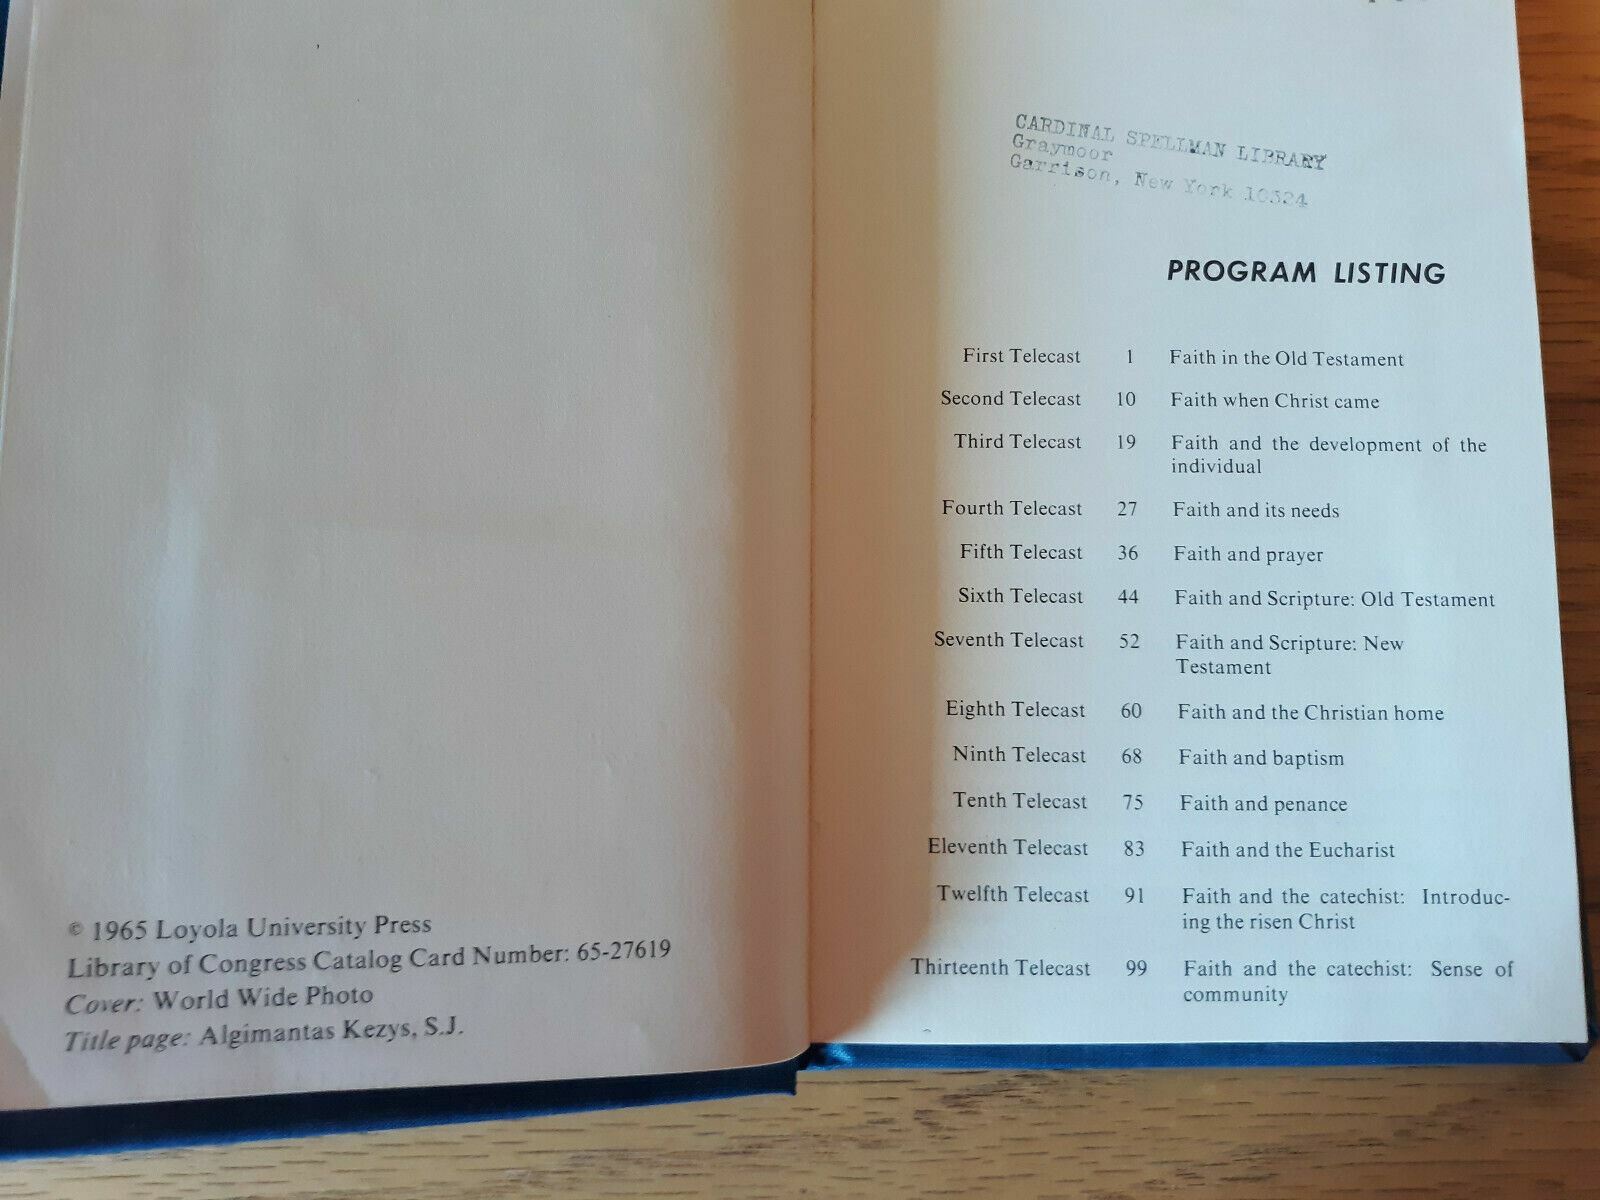 © 1965 Loyola University Press
Library of Congress Catalog Card Number: 65-27619
Cover: World Wide Photo
Title page: Algimantas Kezys, S.J.
CARDINAL SPELLMAN LIBRARY
Graymoor
Garrison, New York 10524
PROGRAM LISTING
First Telecast 1 Faith in the Old Testament
Second Telecast 10 Faith when Christ came
Third Telecast 19 Faith and the development of the
individual
Fourth Telecast 27 Faith and its needs
Fifth Telecast 36 Faith and prayer
Sixth Telecast 44 Faith and Scripture: Old Testament
Seventh Telecast 52 Faith and Scripture: New
Testament
Eighth Telecast 60 Faith and the Christian home
Ninth Telecast 68 Faith and baptism
Tenth Telecast 75 Faith and penance
Eleventh Telecast 83 Faith and the Eucharist
Twelfth Telecast 91 Faith and the catechist: Introduc-
ing the risen Christ
Thirteenth Telecast 99 Faith and the catechist: Sense of
community